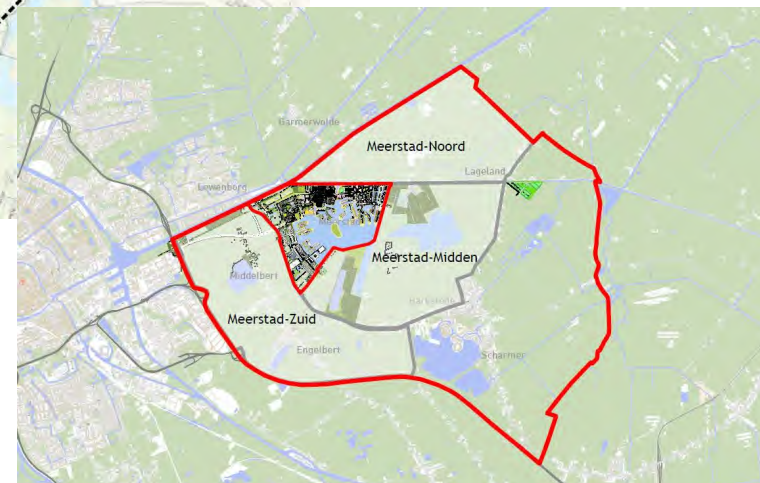 Garmerwolde
Meerstad-Noord
Lageland
Lewenborg
Meerstad-Midden
Middelbert
Harkstede
Meerstad-Zuid
Engelbert
Scharmer